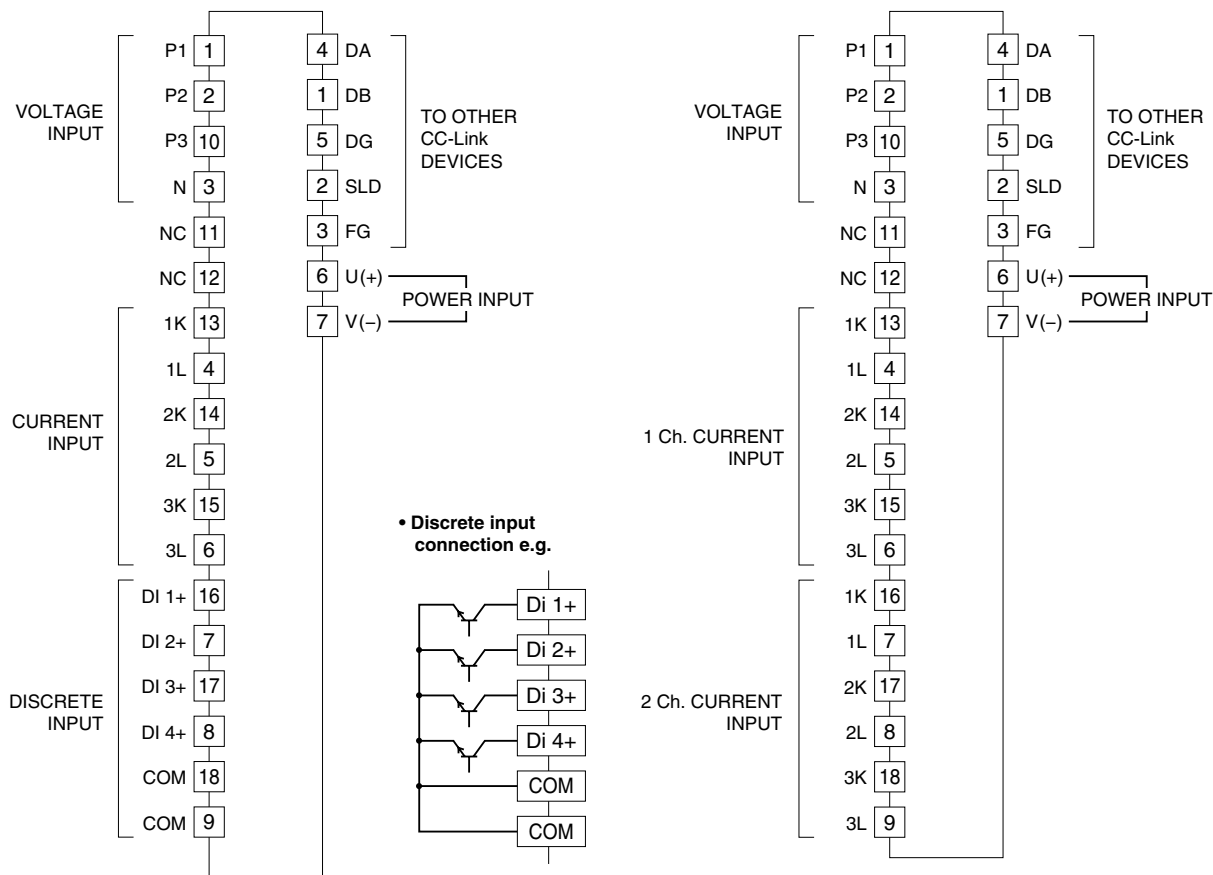 P1 1
P2 2
P3 10
N 3
VOLTAGE
INPUT
NC 11
NC 12
1K 13
1L 4
2K 14
2L 5
3K 15
3L 6
CURRENT
INPUT
DI 1+ 16
DI 2+ 7
DI 3+ 17
DI 4+ 8
COM 18
COM 9
DISCRETE
INPUT
4 DA
1 DB
5 DG
2 SLD
3 FG
TO OTHER
CC-Link
DEVICES
6 U(+)
7 V(−)
POWER INPUT
• Discrete input
connection e.g.
Di 1+
Di 2+
Di 3+
Di 4+
COM
COM
P1 1
P2 2
P3 10
N 3
VOLTAGE
INPUT
NC 11
NC 12
1K 13
1L 4
2K 14
2L 5
3K 15
3L 6
1 Ch. CURRENT
INPUT
1K 16
1L 7
2K 17
2L 8
3K 18
3L 9
2 Ch. CURRENT
INPUT
4 DA
1 DB
5 DG
2 SLD
3 FG
TO OTHER
CC-Link
DEVICES
6 U(+)
7 V(−)
POWER INPUT